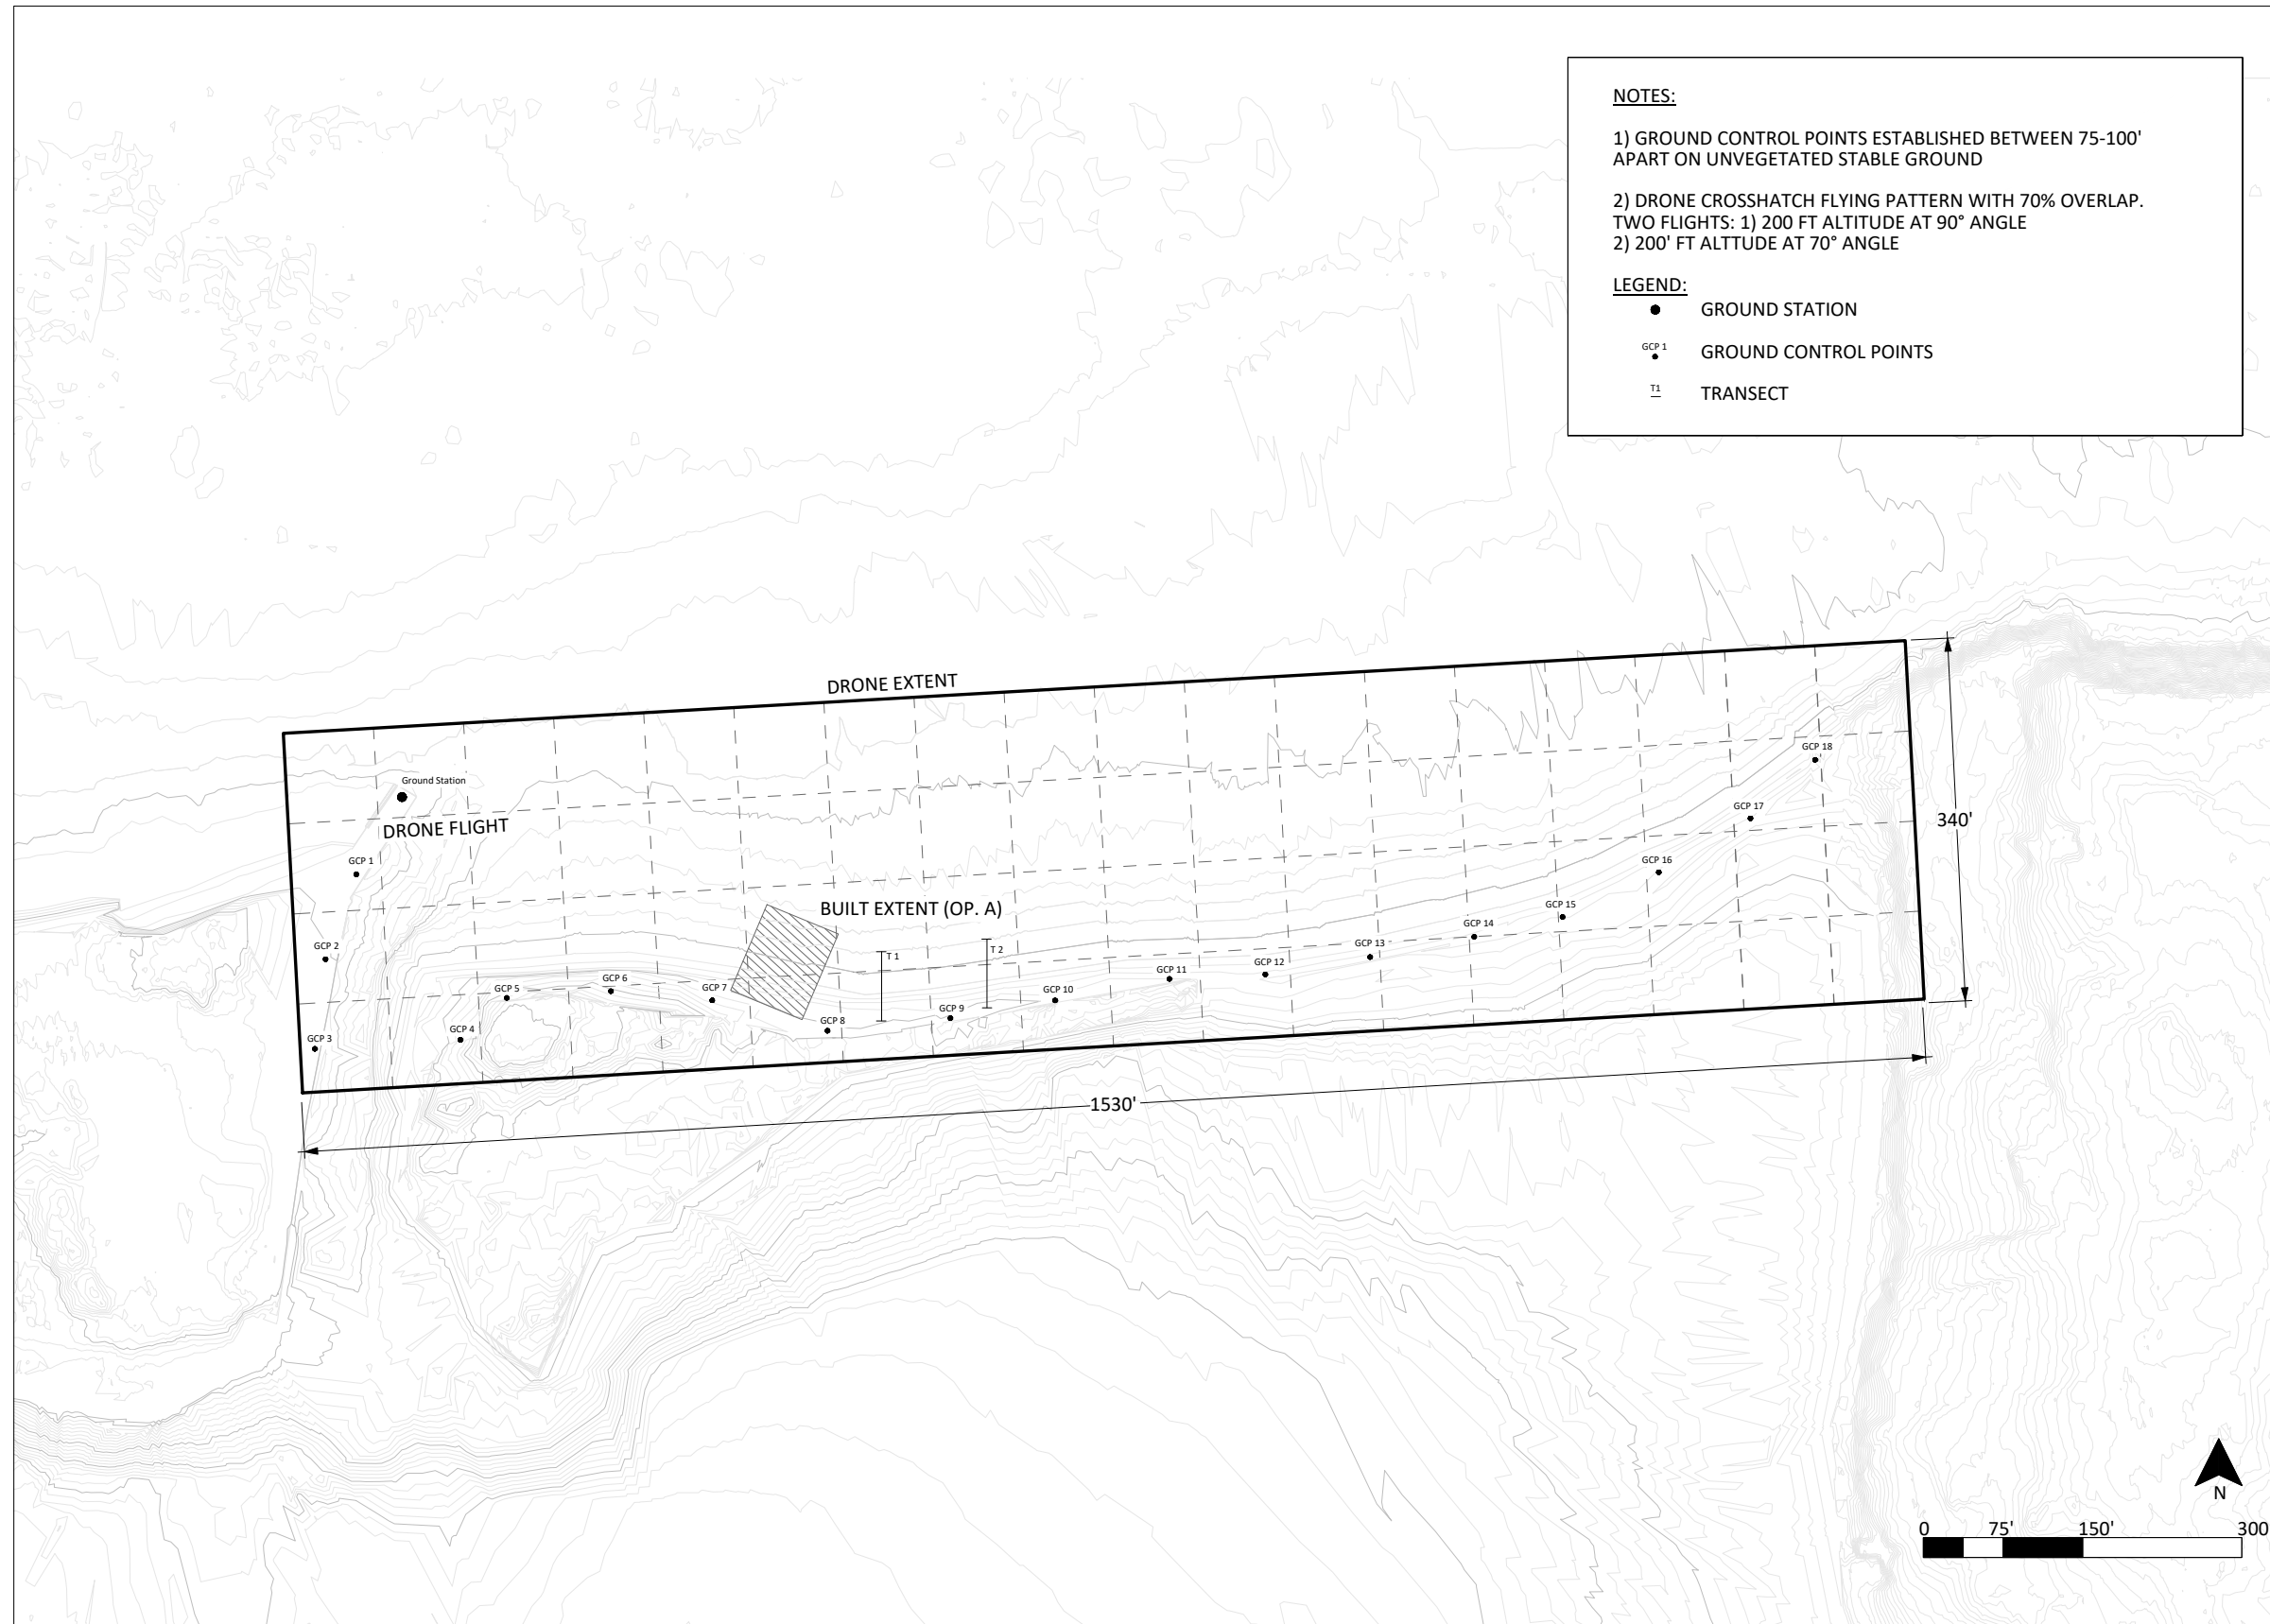 NOTES:
1) GROUND CONTROL POINTS ESTABLISHED BETWEEN 75-100'
APART ON UNVEGETATED STABLE GROUND
2) DRONE CROSSHATCH FLYING PATTERN WITH 70% OVERLAP.
TWO FLIGHTS: 1) 200 FT ALTITUDE AT 90° ANGLE
2) 200' FT ALTTUDE AT 70° ANGLE
LEGEND:
GROUND STATION
GCP 1 GROUND CONTROL POINTS
T1 TRANSECT
DRONE EXTENT
GCP 18
Ground Station
GCP 17
340'
DRONE FLIGHT
GCP 1
GCP 16
GCP 15
BUILT EXTENT (OP. A)
GCP 14
GCP 2
GCP 13
T 2
T 1
GCP 12
GCP 11
GCP 6
GCP 7
GCP 5
GCP 10
GCP 9
GCP 8
GCP 4
GCP 3
1530'
N
0 75' 150' 300